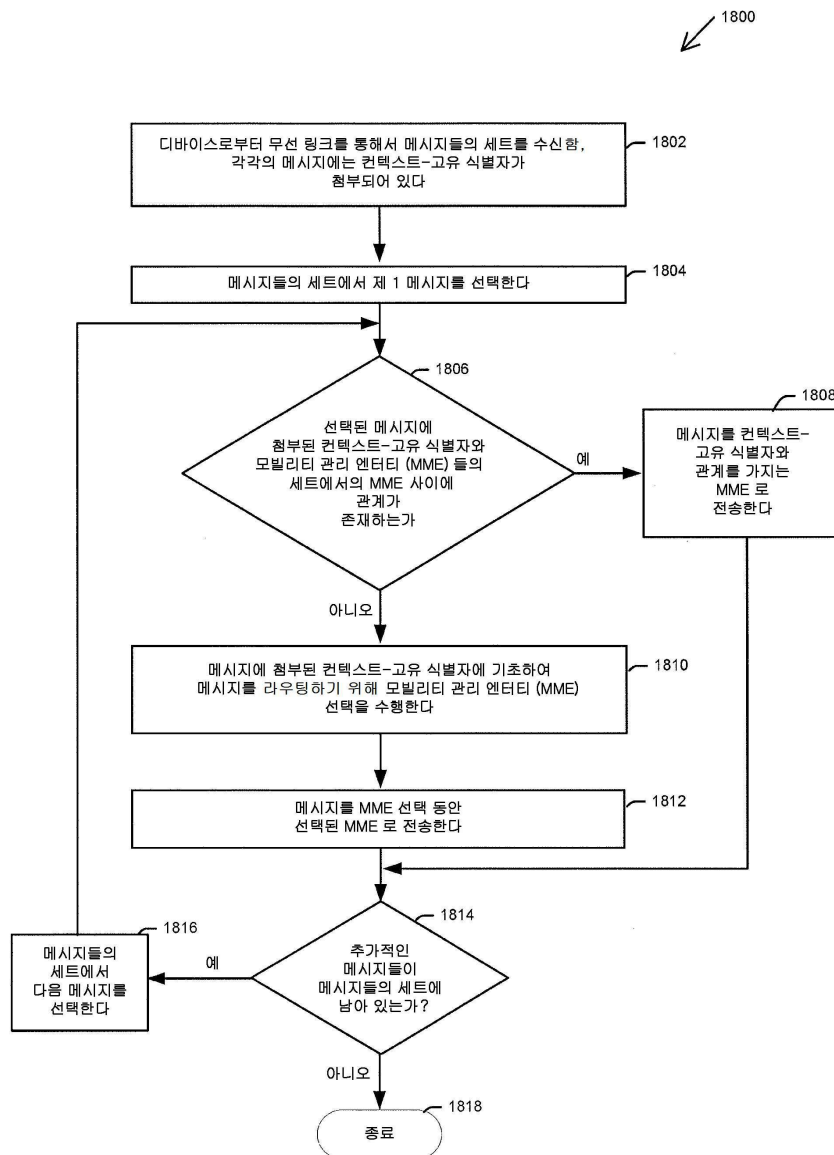 1800
디바이스로부터 무선 링크를 통해서 메시지들의 세트를 수신함,
각각의 메시지에는 컨텍스트-고유 식별자가
첨부되어 있다
1802
메시지들의 세트에서 제 1 메시지를 선택한다
1804
1806
선택된 메시지에
첨부된 컨텍스트-고유 식별자와
모빌리티 관리 엔터티 (MME) 들의
세트에서의 MME 사이에
관계가
존재하는가
예
1808
메시지를 컨텍스트-
고유 식별자와
관계를 가지는
MME 로
전송한다
아니오
메시지에 첨부된 컨텍스트-고유 식별자에 기초하여
메시지를 라우팅하기 위해 모빌리티 관리 엔터티 (MME)
선택을 수행한다
1810
메시지를 MME 선택 동안
선택된 MME 로 전송한다
1812
1814
추가적인
메시지들이
메시지들의 세트에
남아 있는가?
예
1816
메시지들의
세트에서
다음 메시지를
선택한다
아니오
종료
1818